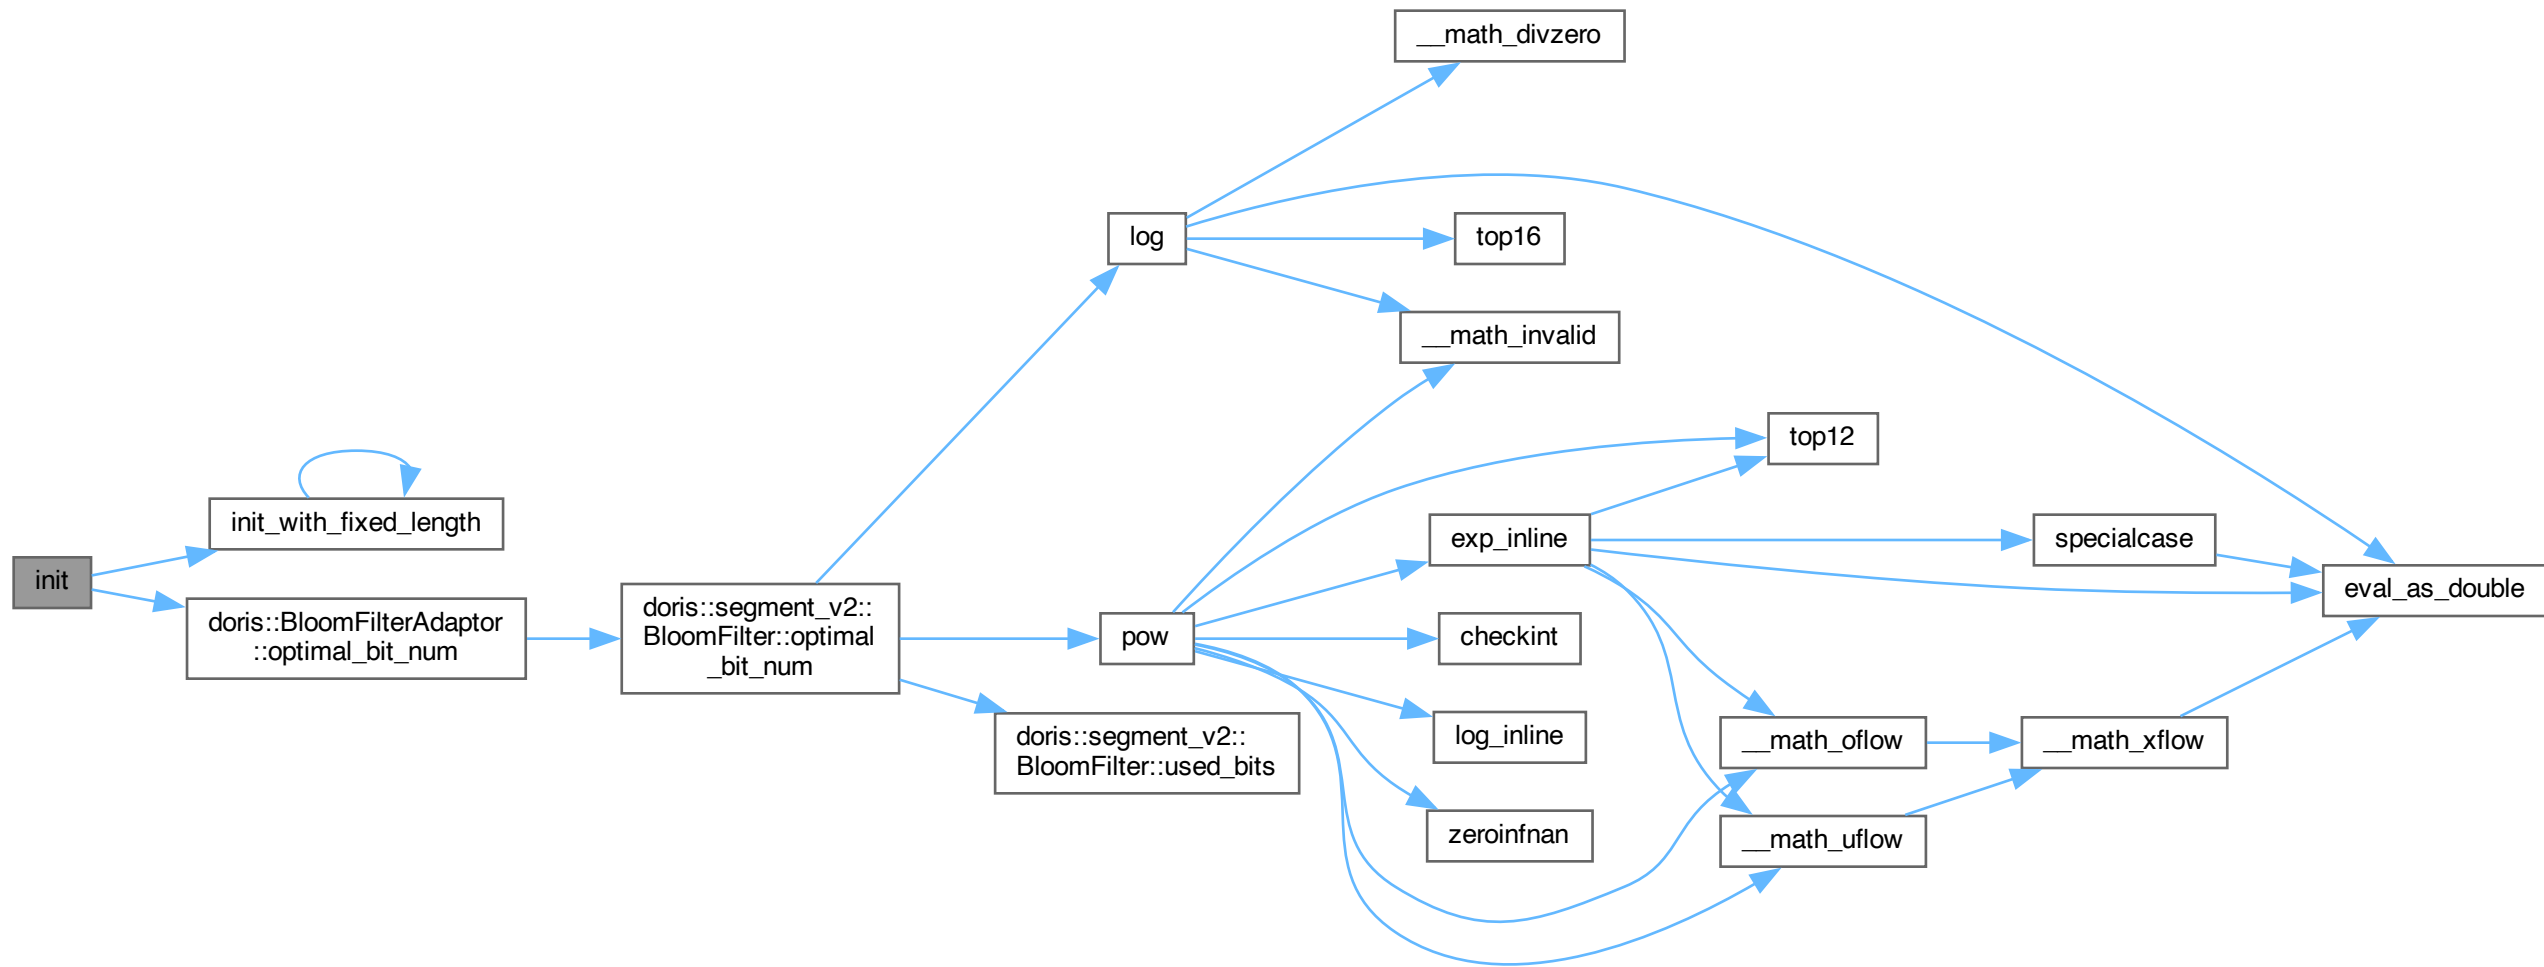 init
init_with_fixed_length
doris::BloomFilterAdaptor
::optimal_bit_num
doris::segment_v2::
BloomFilter::optimal
_bit_num
log
pow
doris::segment_v2::
BloomFilter::used_bits
__math_divzero
top16
__math_invalid
exp_inline
checkint
log_inline
zeroinfnan
top12
__math_oflow
__math_uflow
specialcase
__math_xflow
eval_as_double